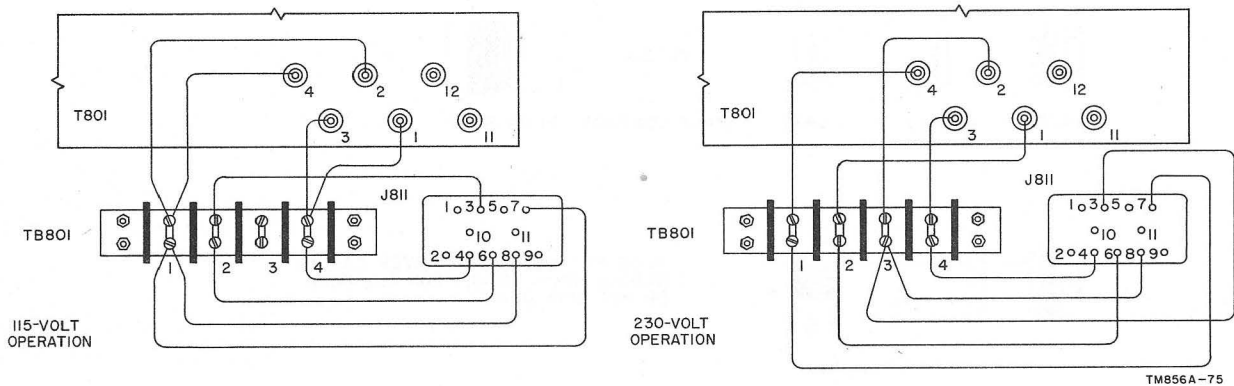 4
2
12
T801
3
1
11
J811
1 3 5 7
10 11
2 4 6 8 9
TB801
1 2 3 4
115-VOLT
OPERATION
4
2
12
T801
3
1
11
J811
1 3 5 7
10 11
2 4 6 8 9
TB801
1 2 3 4
230-VOLT
OPERATION
TM856A-75